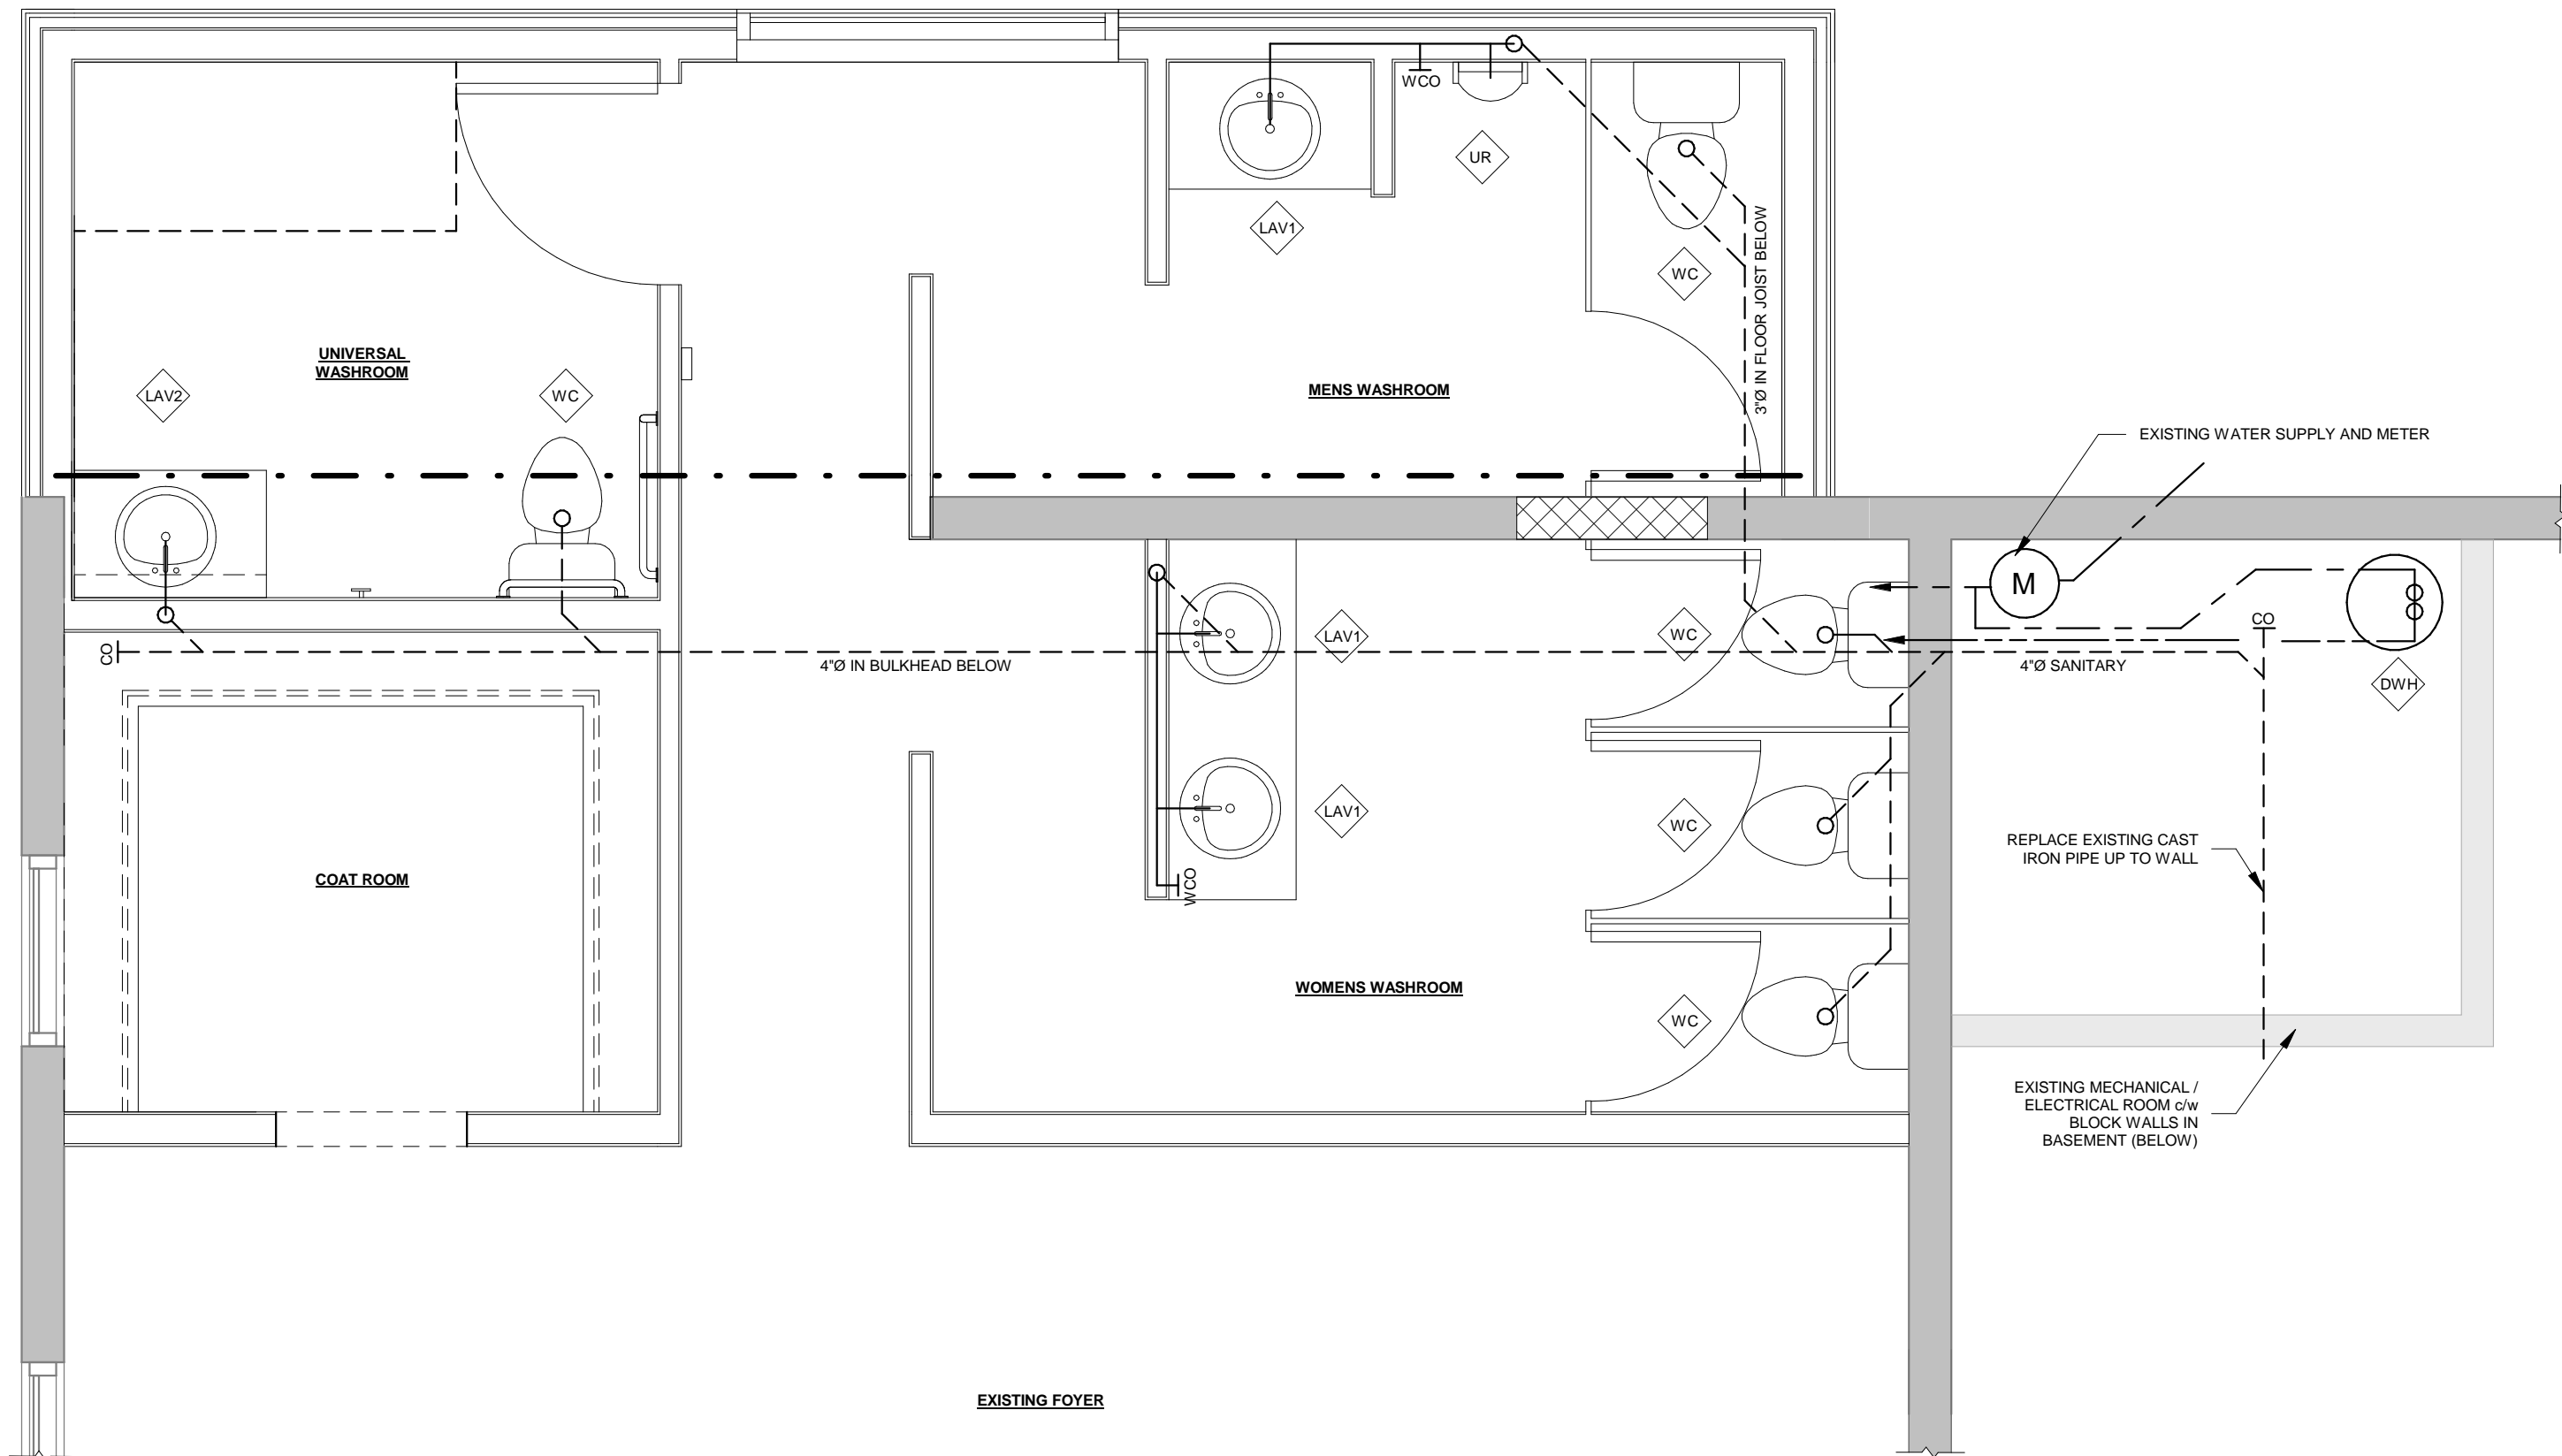 WCO
UR
LAV1
WC
3"Ø IN FLOOR JOIST BELOW
UNIVERSAL
WASHROOM
LAV2
WC
MENS WASHROOM
EXISTING WATER SUPPLY AND METER
M
CO
LAV1
WC
CO
4"Ø IN BULKHEAD BELOW
4"Ø SANITARY
DWH
LAV1
WC
REPLACE EXISTING CAST
IRON PIPE UP TO WALL
COAT ROOM
WCO
WOMENS WASHROOM
WC
EXISTING MECHANICAL /
ELECTRICAL ROOM c/w
BLOCK WALLS IN
BASEMENT (BELOW)
EXISTING FOYER